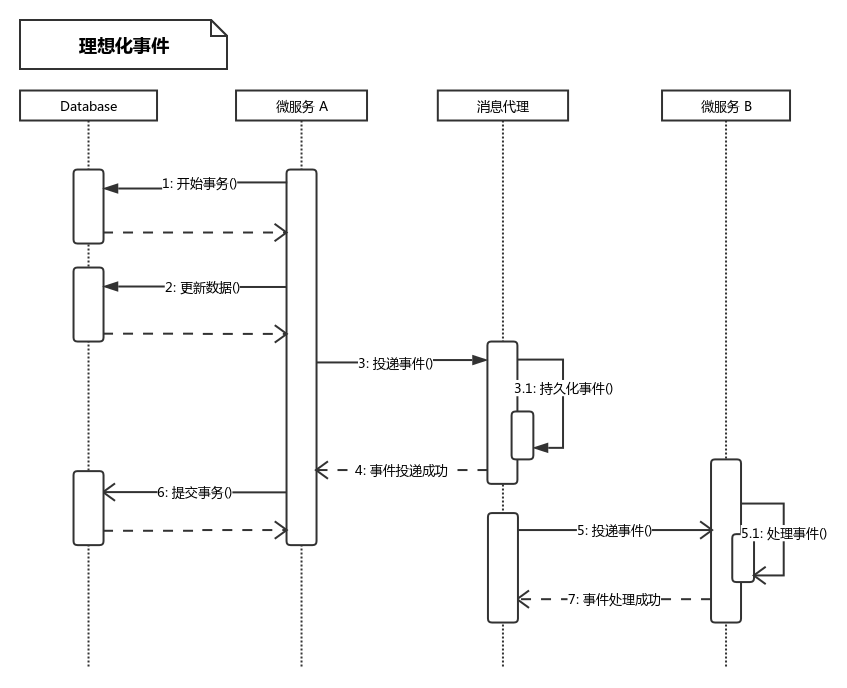 理想化事件
Database
微服务 A
消息代理
微服务 B
1: 开始事务()
2: 更新数据()
3: 投递事件()
3.1: 持久化事件()
4: 事件投递成功
6: 提交事务()
5: 投递事件()
5.1: 处理事件()
7: 事件处理成功